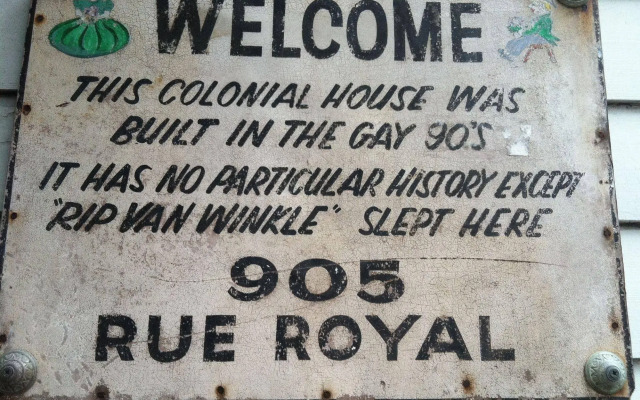 WELCOME
THIS COLONIAL HOUSE WAS
BUILT IN THE GAY 90'S
IT HAS NO PARTICULAR HISTORY EXCEPT
"RIP VAN WINKLE" SLEPT HERE
905
RUE ROYAL